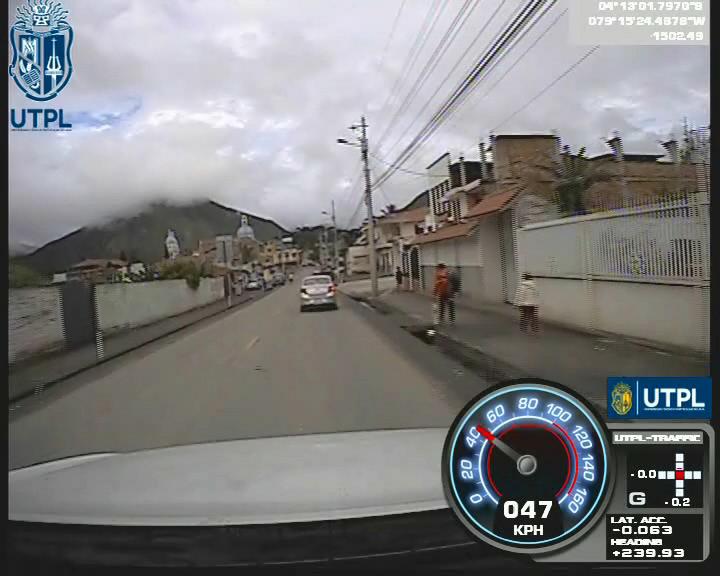 04°13'01.7970"S
079°15'24.4878"W
-1502.49
UTPL
UTPL
UTPL-TRAFFIC
0
20
40
60
80
100
120
140
160
047
KPH
-0.0
G
-0.2
LAT. ACC.
-0.063
HEADING
+239.93